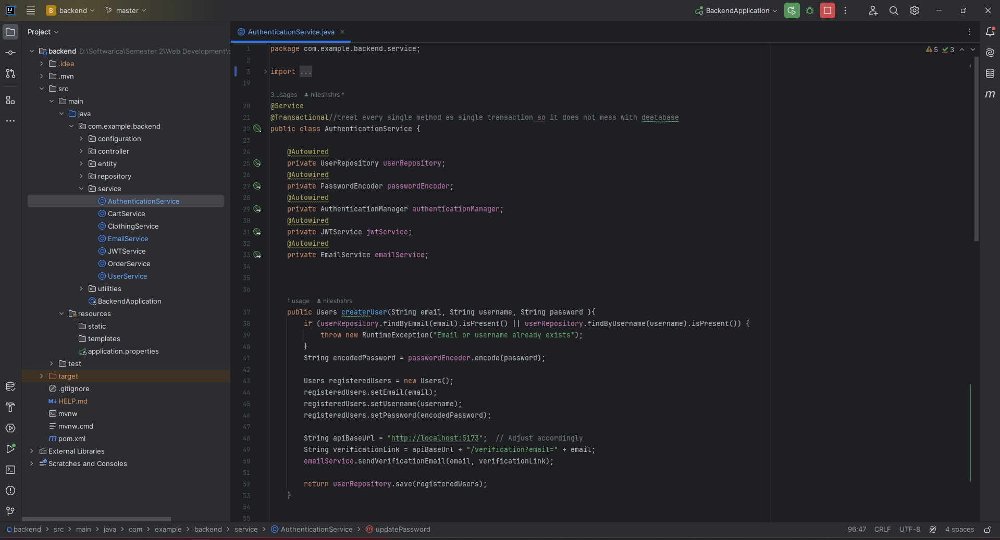 B backend master BackendApplication
Project
AuthenticationService.java
backend D:\Softwarica\Semester 2\Web Development\
.idea
.mvn
src
main
java
com.example.backend
configuration
controller
entity
repository
service
AuthenticationService
CartService
ClothingService
EmailService
JWTService
OrderService
UserService
utilities
BackendApplication
resources
static
templates
application.properties
test
target
.gitignore
HELP.md
mvnw
mvnw.cmd
pom.xml
External Libraries
Scratches and Consoles
5 3
1 package com.example.backend.service;
2
3 import ...
19
3 usages nileshshrs *
20 @Service
21 @Transactional//treat every single method as single transaction so it does not mess with deatabase
22 public class AuthenticationService {
23
24 @Autowired
25 private UserRepository userRepository;
26 @Autowired
27 private PasswordEncoder passwordEncoder;
28 @Autowired
29 private AuthenticationManager authenticationManager;
30 @Autowired
31 private JWTService jwtService;
32 @Autowired
33 private EmailService emailService;
34
35
36
1 usage nileshshrs
37 public Users createrUser(String email, String username, String password ){
38 if (userRepository.findByEmail(email).isPresent() || userRepository.findByUsername(username).isPresent()) {
39 throw new RuntimeException("Email or username already exists");
40 }
41 String encodedPassword = passwordEncoder.encode(password);
42
43 Users registeredUsers = new Users();
44 registeredUsers.setEmail(email);
45 registeredUsers.setUsername(username);
46 registeredUsers.setPassword(encodedPassword);
47
48 String apiBaseUrl = "http://localhost:5173"; // Adjust accordingly
49 String verificationLink = apiBaseUrl + "/verification?email=" + email;
50 emailService.sendVerificationEmail(email, verificationLink);
51
52 return userRepository.save(registeredUsers);
53 }
54
55
backend > src > main > java > com > example > backend > service > AuthenticationService > updatePassword
96:47 CRLF UTF-8 4 spaces